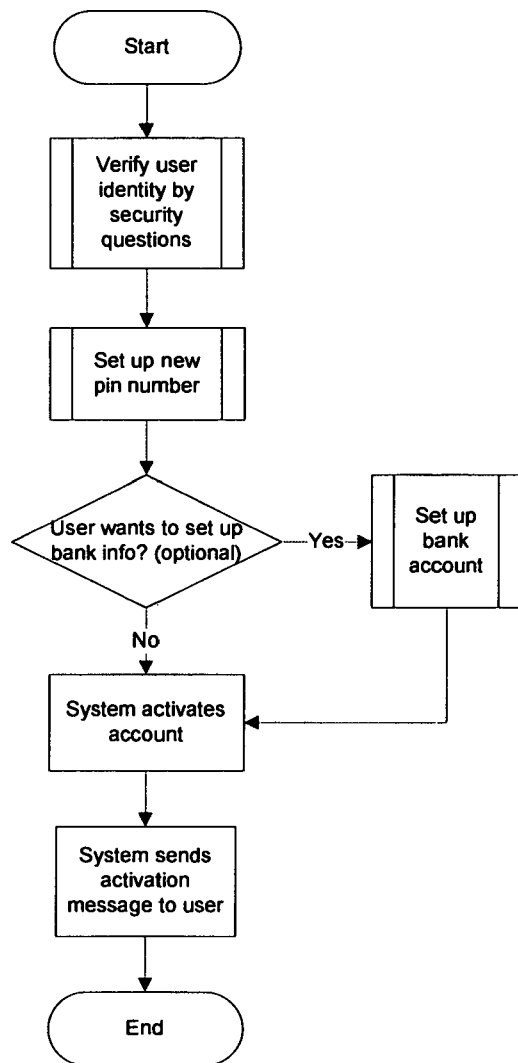 Start
Verify user
identity by
security
questions
Set up new
pin number
User wants to set up
bank info? (optional)
Yes
Set up
bank
account
No
System activates
account
System sends
activation
message to user
End